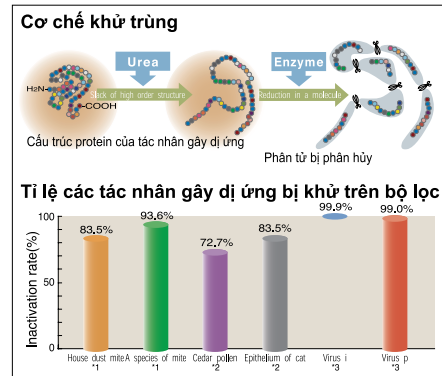 Cơ chế khử trùng
Urea
Enzyme
H₂N
COOH
Slack of high order structure
Reduction in a molecule
Cấu trúc protein của tác nhân gây dị ứng
Phân tử bị phân hủy
Tỉ lệ các tác nhân gây dị ứng bị khử trên bộ lọc
Inactivation rate(%)
100
50
0
83.5%
93.6%
72.7%
83.5%
99.9%
99.0%
House dust mite
*1
A species of mite
*1
Cedar pollen
*2
Epithelium of cat
*2
Virus i
*3
Virus p
*3